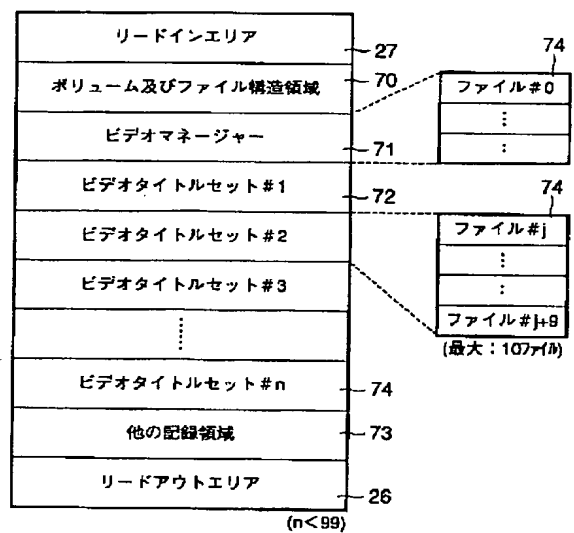 リードインエリア
27
ボリューム及びファイル構造領域
70
ビデオマネージャー
71
ビデオタイトルセット#1
72
ビデオタイトルセット#2
ビデオタイトルセット#3
ビデオタイトルセット#n
74
他の記録領域
73
リードアウトエリア
26
(n<99)
74
ファイル#0
74
ファイル#j
ファイル#j+9
(最大:107ファイル)